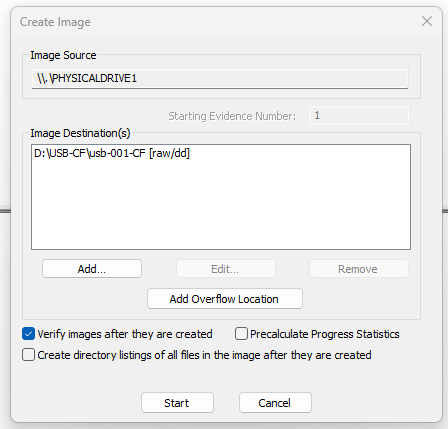 Create Image
Image Source
\\.\PHYSICALDRIVE1
Starting Evidence Number: 1
Image Destination(s)
D:\USB-CF\usb-001-CF [raw/dd]
Add... Edit... Remove
Add Overflow Location
Verify images after they are created Precalculate Progress Statistics
Create directory listings of all files in the image after they are created
Start Cancel